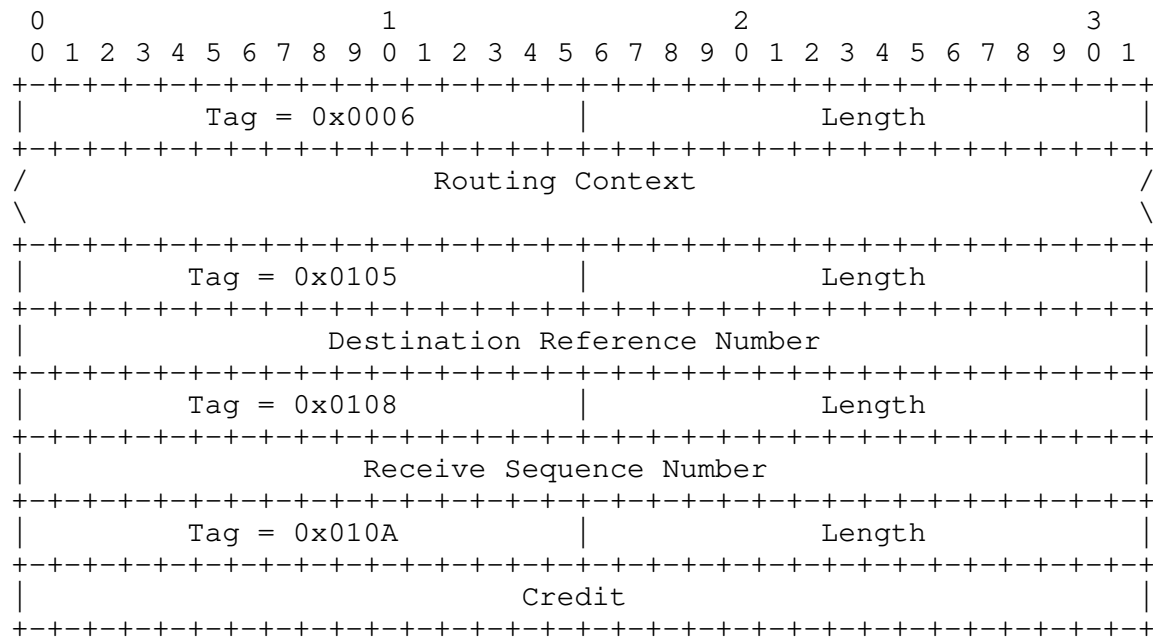 0                   1                   2                   3
 0 1 2 3 4 5 6 7 8 9 0 1 2 3 4 5 6 7 8 9 0 1 2 3 4 5 6 7 8 9 0 1
+-+-+-+-+-+-+-+-+-+-+-+-+-+-+-+-+-+-+-+-+-+-+-+-+-+-+-+-+-+-+-+-+
|          Tag = 0x0006         |             Length            |
+-+-+-+-+-+-+-+-+-+-+-+-+-+-+-+-+-+-+-+-+-+-+-+-+-+-+-+-+-+-+-+-+
/                       Routing Context                         /
\                                                               \
+-+-+-+-+-+-+-+-+-+-+-+-+-+-+-+-+-+-+-+-+-+-+-+-+-+-+-+-+-+-+-+-+
|         Tag = 0x0105          |             Length            |
+-+-+-+-+-+-+-+-+-+-+-+-+-+-+-+-+-+-+-+-+-+-+-+-+-+-+-+-+-+-+-+-+
|                 Destination Reference Number                  |
+-+-+-+-+-+-+-+-+-+-+-+-+-+-+-+-+-+-+-+-+-+-+-+-+-+-+-+-+-+-+-+-+
|         Tag = 0x0108          |             Length            |
+-+-+-+-+-+-+-+-+-+-+-+-+-+-+-+-+-+-+-+-+-+-+-+-+-+-+-+-+-+-+-+-+
|                   Receive Sequence Number                     |
+-+-+-+-+-+-+-+-+-+-+-+-+-+-+-+-+-+-+-+-+-+-+-+-+-+-+-+-+-+-+-+-+
|         Tag = 0x010A          |             Length            |
+-+-+-+-+-+-+-+-+-+-+-+-+-+-+-+-+-+-+-+-+-+-+-+-+-+-+-+-+-+-+-+-+
|                            Credit                             |
+-+-+-+-+-+-+-+-+-+-+-+-+-+-+-+-+-+-+-+-+-+-+-+-+-+-+-+-+-+-+-+-+